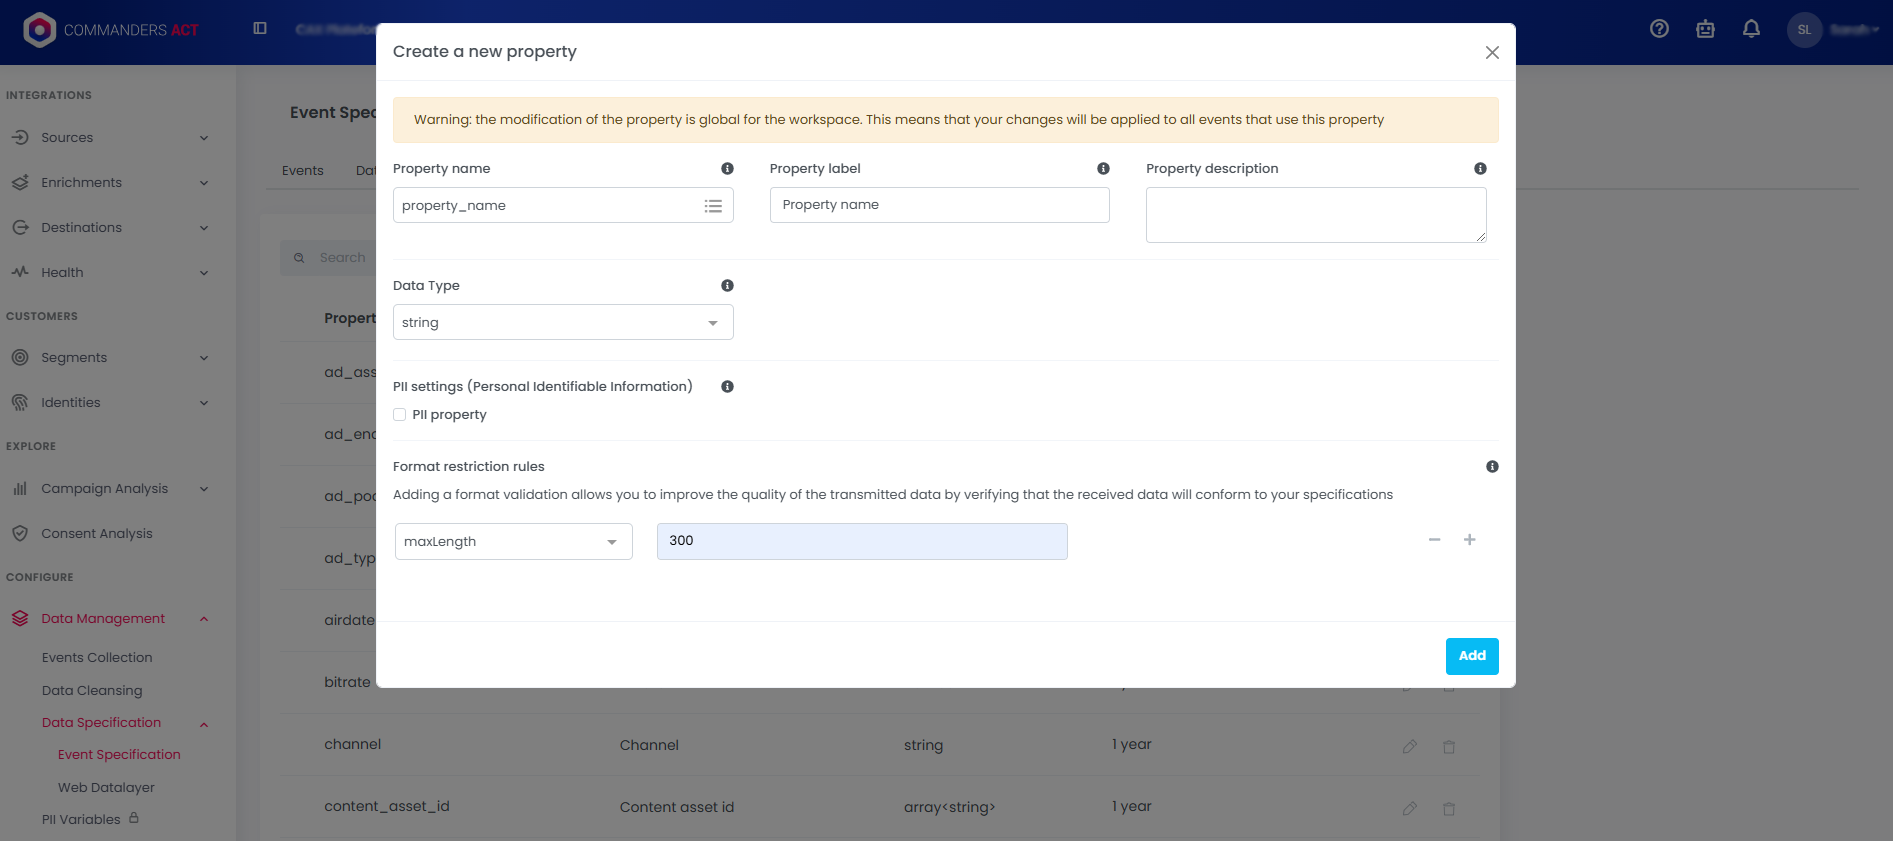 COMMANDERS ACT
SL
INTEGRATIONS
Sources
Enrichments
Destinations
Health
CUSTOMERS
Segments
Identities
EXPLORE
Campaign Analysis
Consent Analysis
CONFIGURE
Data Management
Events Collection
Data Cleansing
Data Specification
Event Specification
Web Datalayer
PII Variables
Event Spec
Events Dat
Search
Propert
ad_ass
ad_enc
ad_poc
ad_typ
airdate
bitrate
channel Channel string 1 year
content_asset_id Content asset id array<string> 1 year
Create a new property
Warning: the modification of the property is global for the workspace. This means that your changes will be applied to all events that use this property
Property name Property label Property description
property_name Property name
Data Type
string
PII settings (Personal Identifiable Information)
PII property
Format restriction rules
Adding a format validation allows you to improve the quality of the transmitted data by verifying that the received data will conform to your specifications
maxLength 300
Add